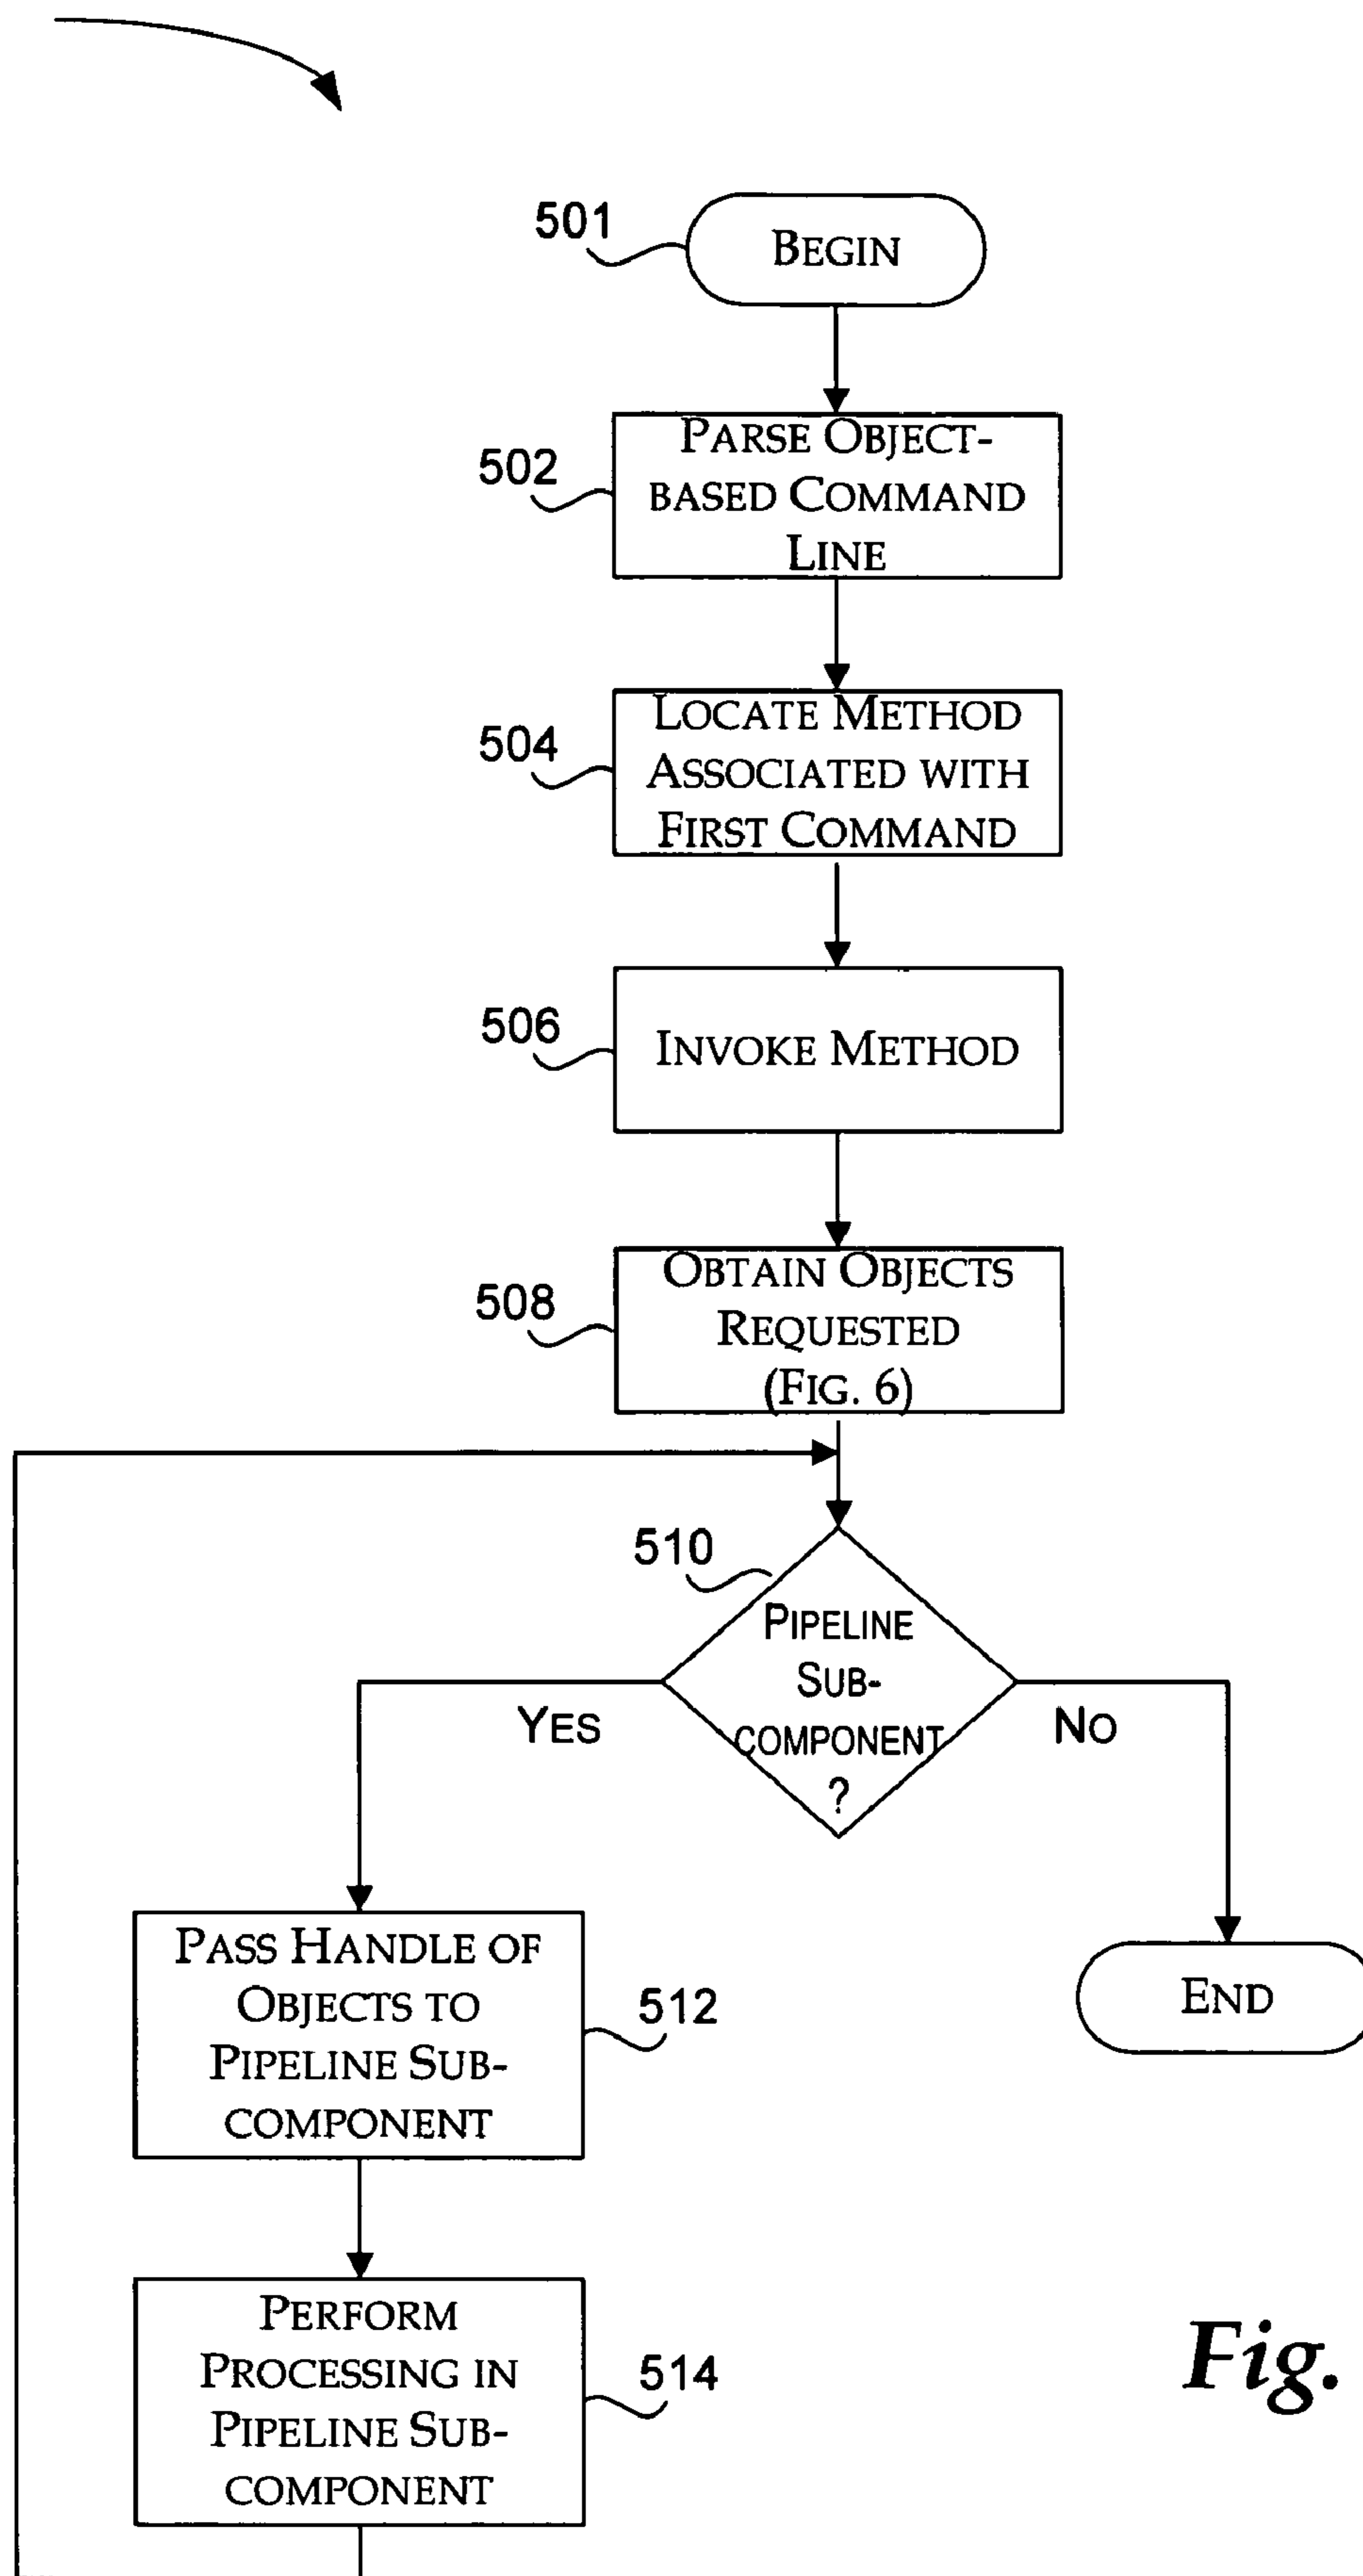 501
BEGIN
502
PARSE OBJECT-
BASED COMMAND
LINE
504
LOCATE METHOD
ASSOCIATED WITH
FIRST COMMAND
506
INVOKE METHOD
508
OBTAIN OBJECTS
REQUESTED
(FIG. 6)
510
PIPELINE
SUB-
COMPONENT
?
YES
NO
PASS HANDLE OF
OBJECTS TO
PIPELINE SUB-
COMPONENT
512
END
PERFORM
PROCESSING IN
PIPELINE SUB-
COMPONENT
514
Fig.